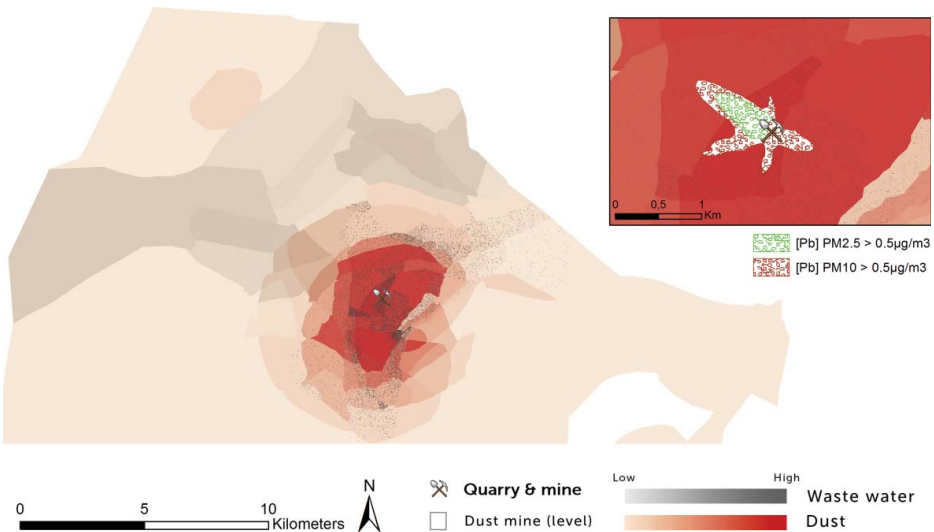 0 0,5 1
Km
[Pb] PM2.5 > 0.5µg/m3
[Pb] PM10 > 0.5µg/m3
Low High
N
Quarry & mine
Waste water
0 5 10
Kilometers
Dust mine (level)
Dust